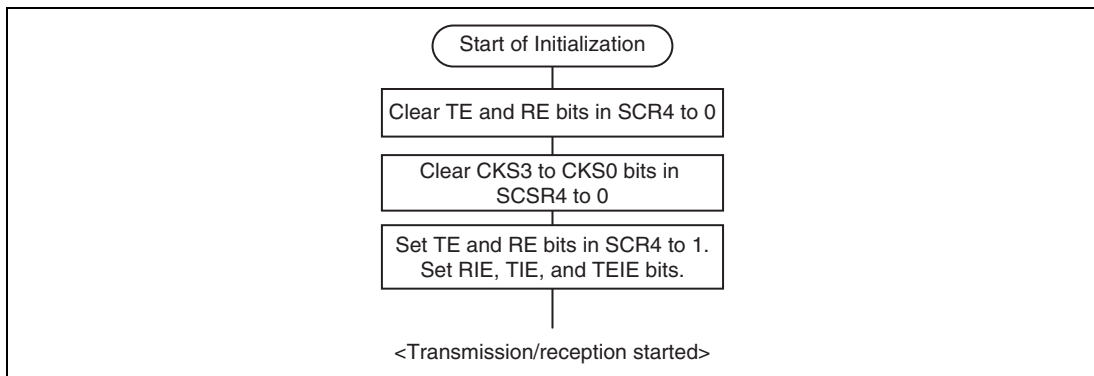 Start of Initialization
Clear TE and RE bits in SCR4 to 0
Clear CKS3 to CKS0 bits in
SCSR4 to 0
Set TE and RE bits in SCR4 to 1.
Set RIE, TIE, and TEIE bits.
<Transmission/reception started>